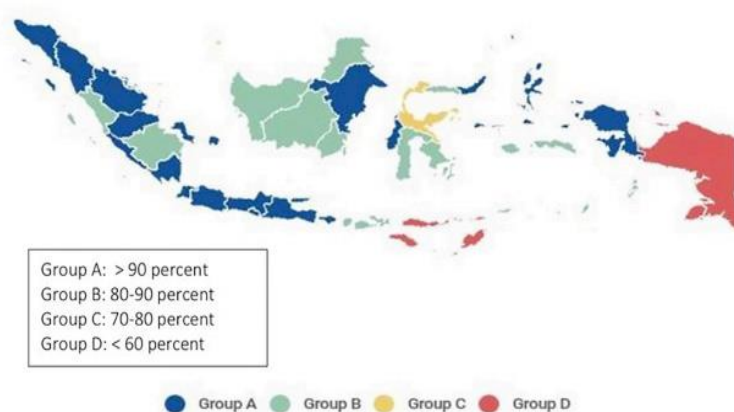 Group A: > 90 percent
Group B: 80-90 percent
Group C: 70-80 percent
Group D: < 60 percent
Group A Group B Group C Group D